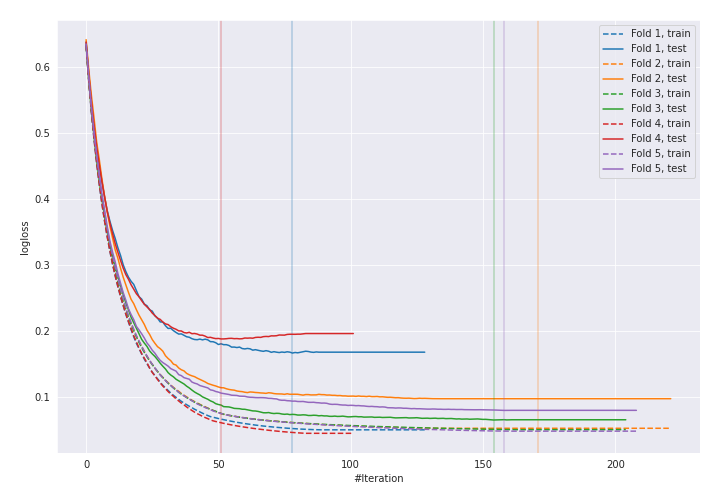 Fold 1, train
Fold 1, test
Fold 2, train
Fold 2, test
Fold 3, train
Fold 3, test
Fold 4, train
Fold 4, test
Fold 5, train
Fold 5, test
logloss
0.6
0.5
0.4
0.3
0.2
0.1
0 50 100 150 200
#Iteration